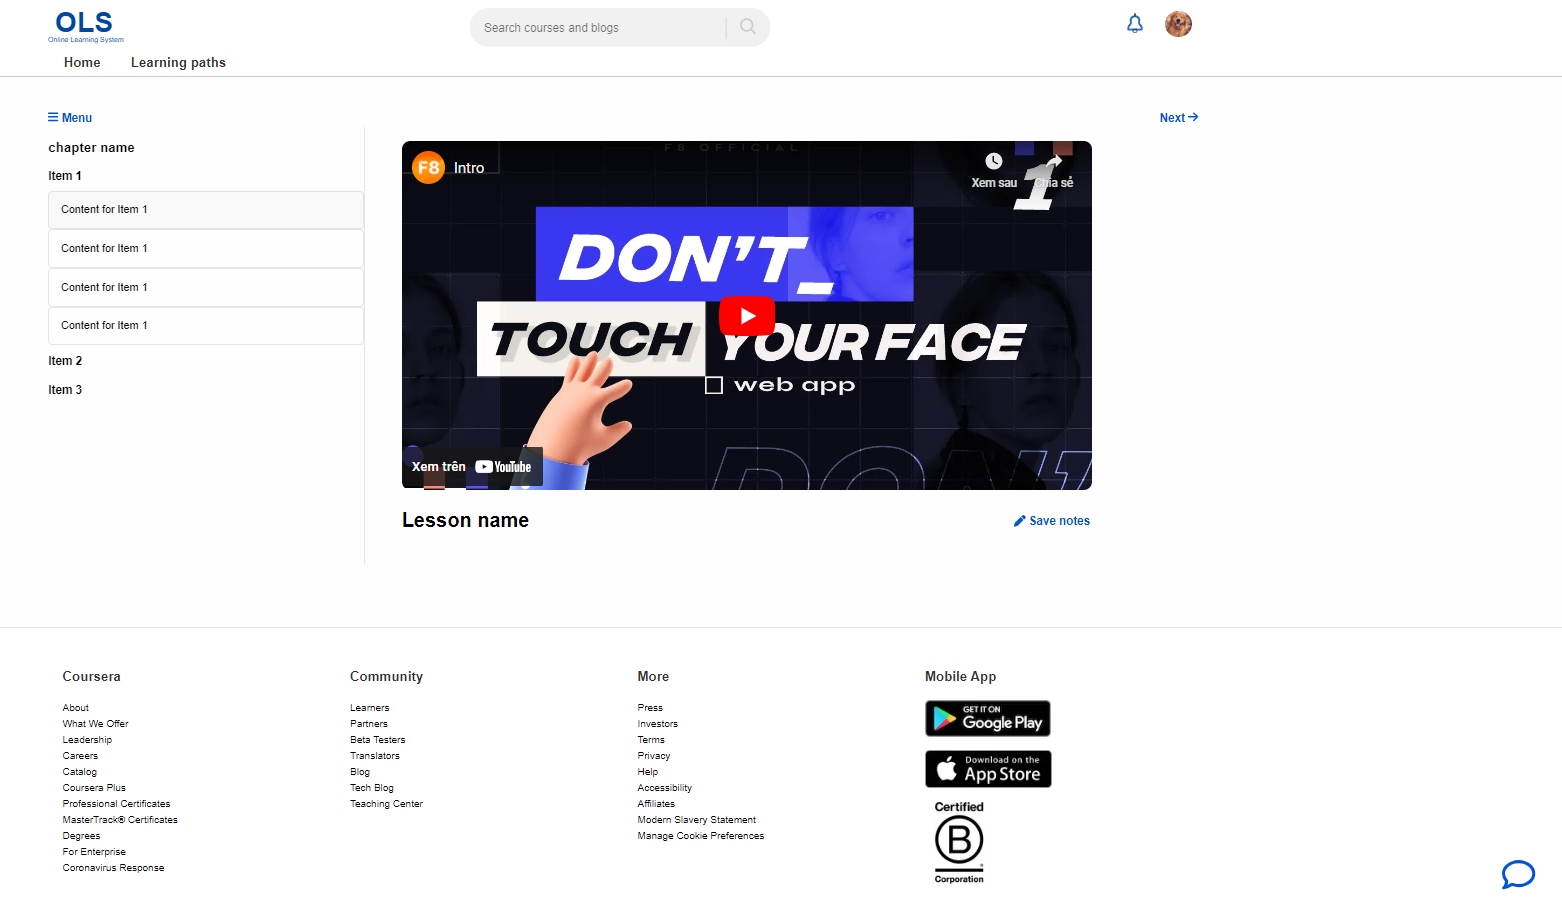 OLS
Online Learning System
Search courses and blogs
Home
Learning paths
Menu
Next
chapter name
Item 1
Content for Item 1
Content for Item 1
Content for Item 1
Content for Item 1
Item 2
Item 3
F8 OFFICIAL
F8
Intro
Xem sau
Chia sẻ
1
DON'T_
TOUCH
YOUR FACE
web app
DON'T
Xem trên
YouTube
Lesson name
Save notes
Coursera
About
What We Offer
Leadership
Careers
Catalog
Coursera Plus
Professional Certificates
MasterTrack® Certificates
Degrees
For Enterprise
Coronavirus Response
Community
Learners
Partners
Beta Testers
Translators
Blog
Tech Blog
Teaching Center
More
Press
Investors
Terms
Privacy
Help
Accessibility
Affiliates
Modern Slavery Statement
Manage Cookie Preferences
Mobile App
GET IT ON
Google Play
Download on the
App Store
Certified
B
Corporation